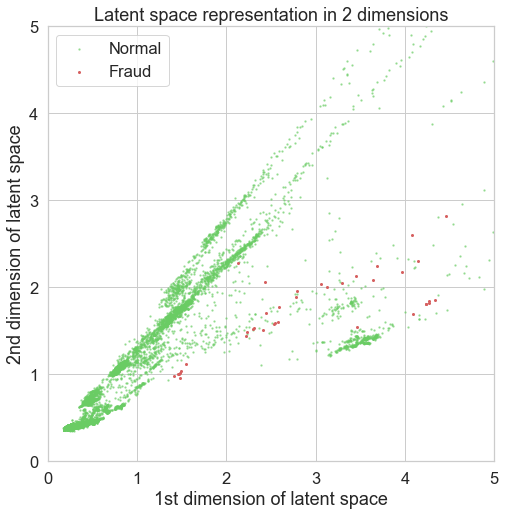 Latent space representation in 2 dimensions
Normal
Fraud
5
4
3
2
1
0
2nd dimension of latent space
0 1 2 3 4 5
1st dimension of latent space